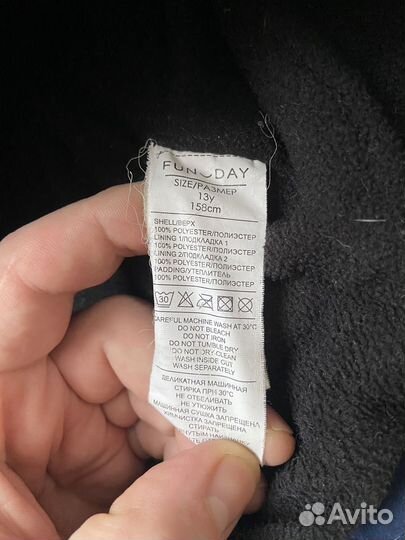 FUN DAY
SIZE/РАЗМЕР
13y
158cm
SHELL/ВЕРХ
100% POLYESTER/ПОЛИЭСТЕР
LINING 1/ПОДКЛАДКА 1
100% POLYESTER/ПОЛИЭСТЕР
LINING 2/ПОДКЛАДКА 2
100% POLYESTER/ПОЛИЭСТЕР
PADDING/УТЕПЛИТЕЛЬ
100% POLYESTER/ПОЛИЭСТЕР
30
CAREFUL MACHINE WASH AT 30°C
DO NOT BLEACH
DO NOT IRON
DO NOT TUMBLE DRY
DO NOT DRY CLEAN
WASH INSIDE OUT
WASH SEPARATELY
ДЕЛИКАТНАЯ МАШИННАЯ
СТИРКА ПРИ 30°C
НЕ ОТБЕЛИВАТЬ
НЕ УТЮЖИТЬ
МАШИННАЯ СУШКА ЗАПРЕЩЕНА
ХИМЧИСТКА ЗАПРЕЩЕНА
СТИРАТЬ
Avito